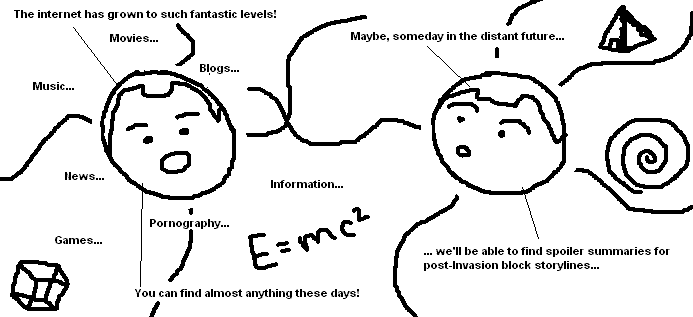 The internet has grown to such fantastic levels!
Movies...
Blogs...
Music...
News...
Information...
Pornography...
Games...
E=mc²
You can find almost anything these days!
Maybe, someday in the distant future...
... we'll be able to find spoiler summaries for
post-Invasion block storylines...